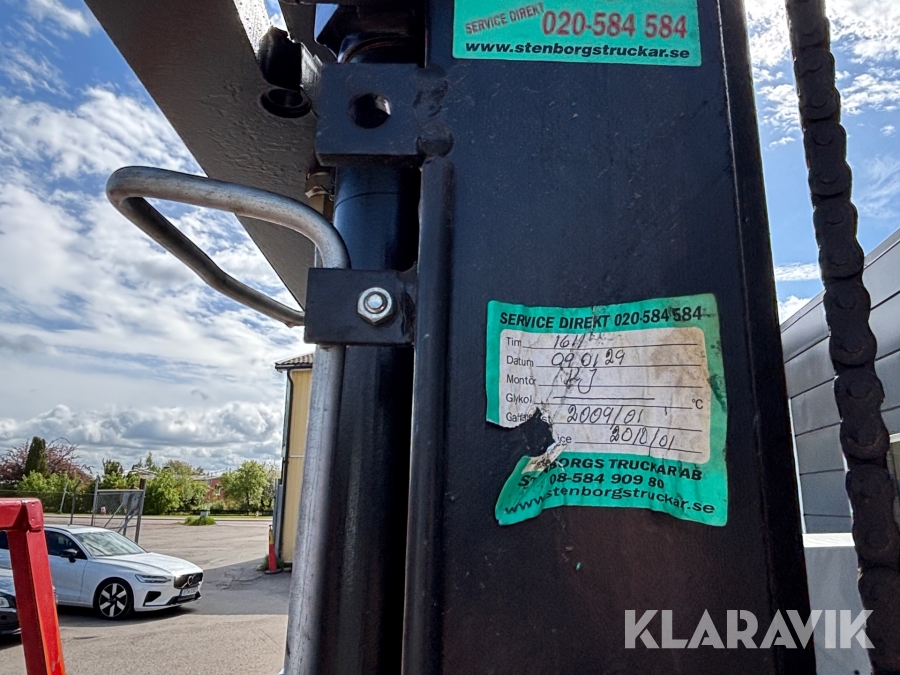 SERVICE DIREKT 020-584 584
www.stenborgstruckar.se
SERVICE DIREKT 020-584 584
Tim
Datum 09 01 29
Montör
Glykol °C
2009/01
2010/01
BORGS TRUCKAR AB
08-584 909 80
www.stenborgstruckar.se
KLARAVIK